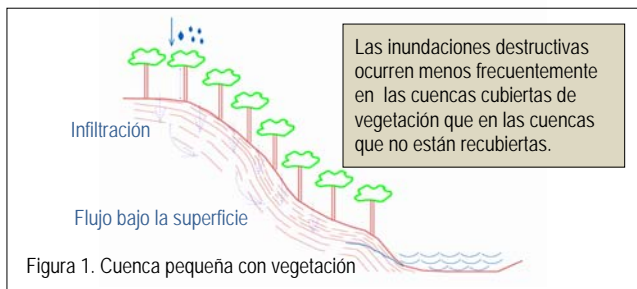 Las inundaciones destructivas
ocurren menos frecuentemente
en las cuencas cubiertas de
vegetación que en las cuencas
que no están recubiertas.
Infiltración
Flujo bajo la superficie
Figura 1. Cuenca pequeña con vegetación